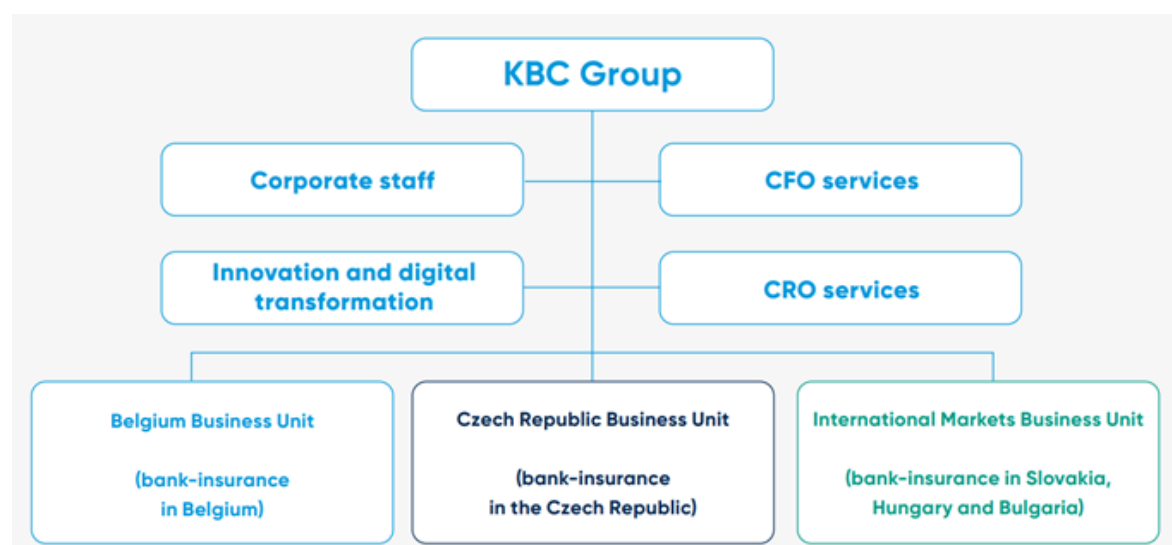 KBC Group
Corporate staff
CFO services
Innovation and digital
transformation
CRO services
Belgium Business Unit
(bank-insurance
in Belgium)
Czech Republic Business Unit
(bank-insurance
in the Czech Republic)
International Markets Business Unit
(bank-insurance in Slovakia,
Hungary and Bulgaria)